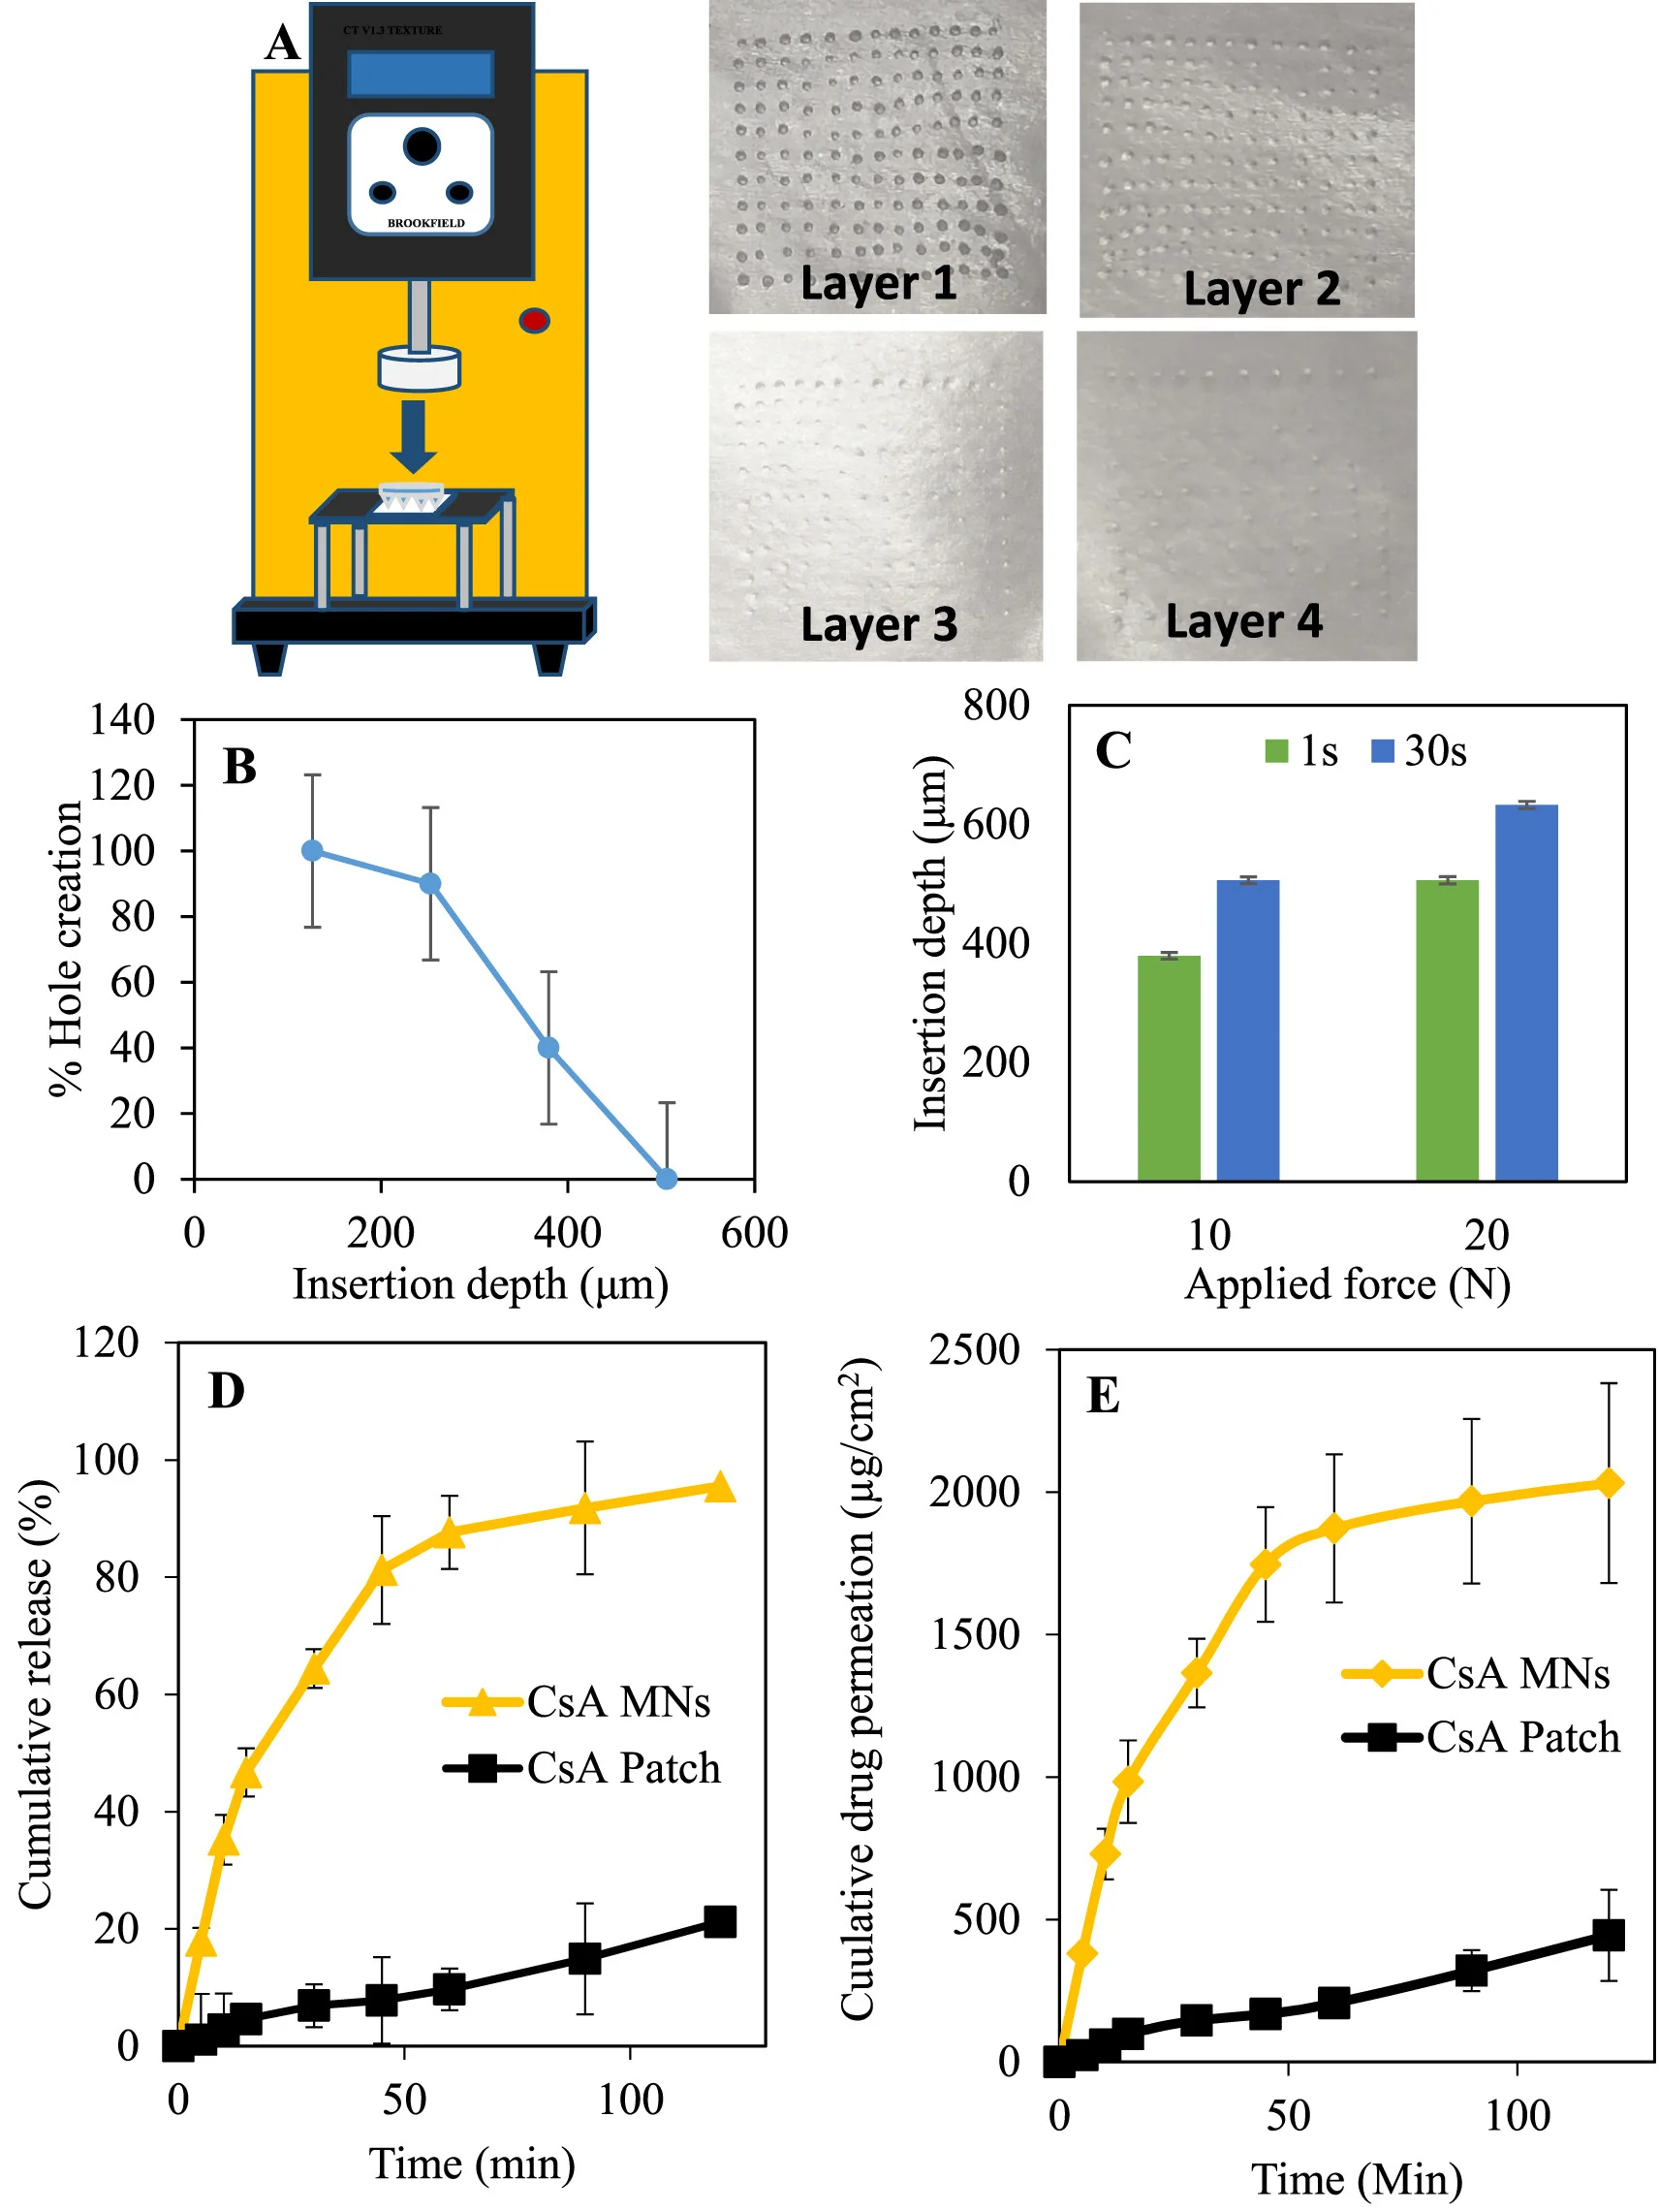 A
CT V1.3 TEXTURE
BROOKFIELD
Layer 1
Layer 2
Layer 3
Layer 4
B
% Hole creation
140
120
100
80
60
40
20
0
0 200 400 600
Insertion depth (μm)
C
1s 30s
Insertion depth (μm)
800
600
400
200
0
10 20
Applied force (N)
D
Cumulative release (%)
120
100
80
60
40
20
0
CsA MNs
CsA Patch
0 50 100
Time (min)
E
Cuulative drug permeation (μg/cm²)
2500
2000
1500
1000
500
0
CsA MNs
CsA Patch
0 50 100
Time (Min)